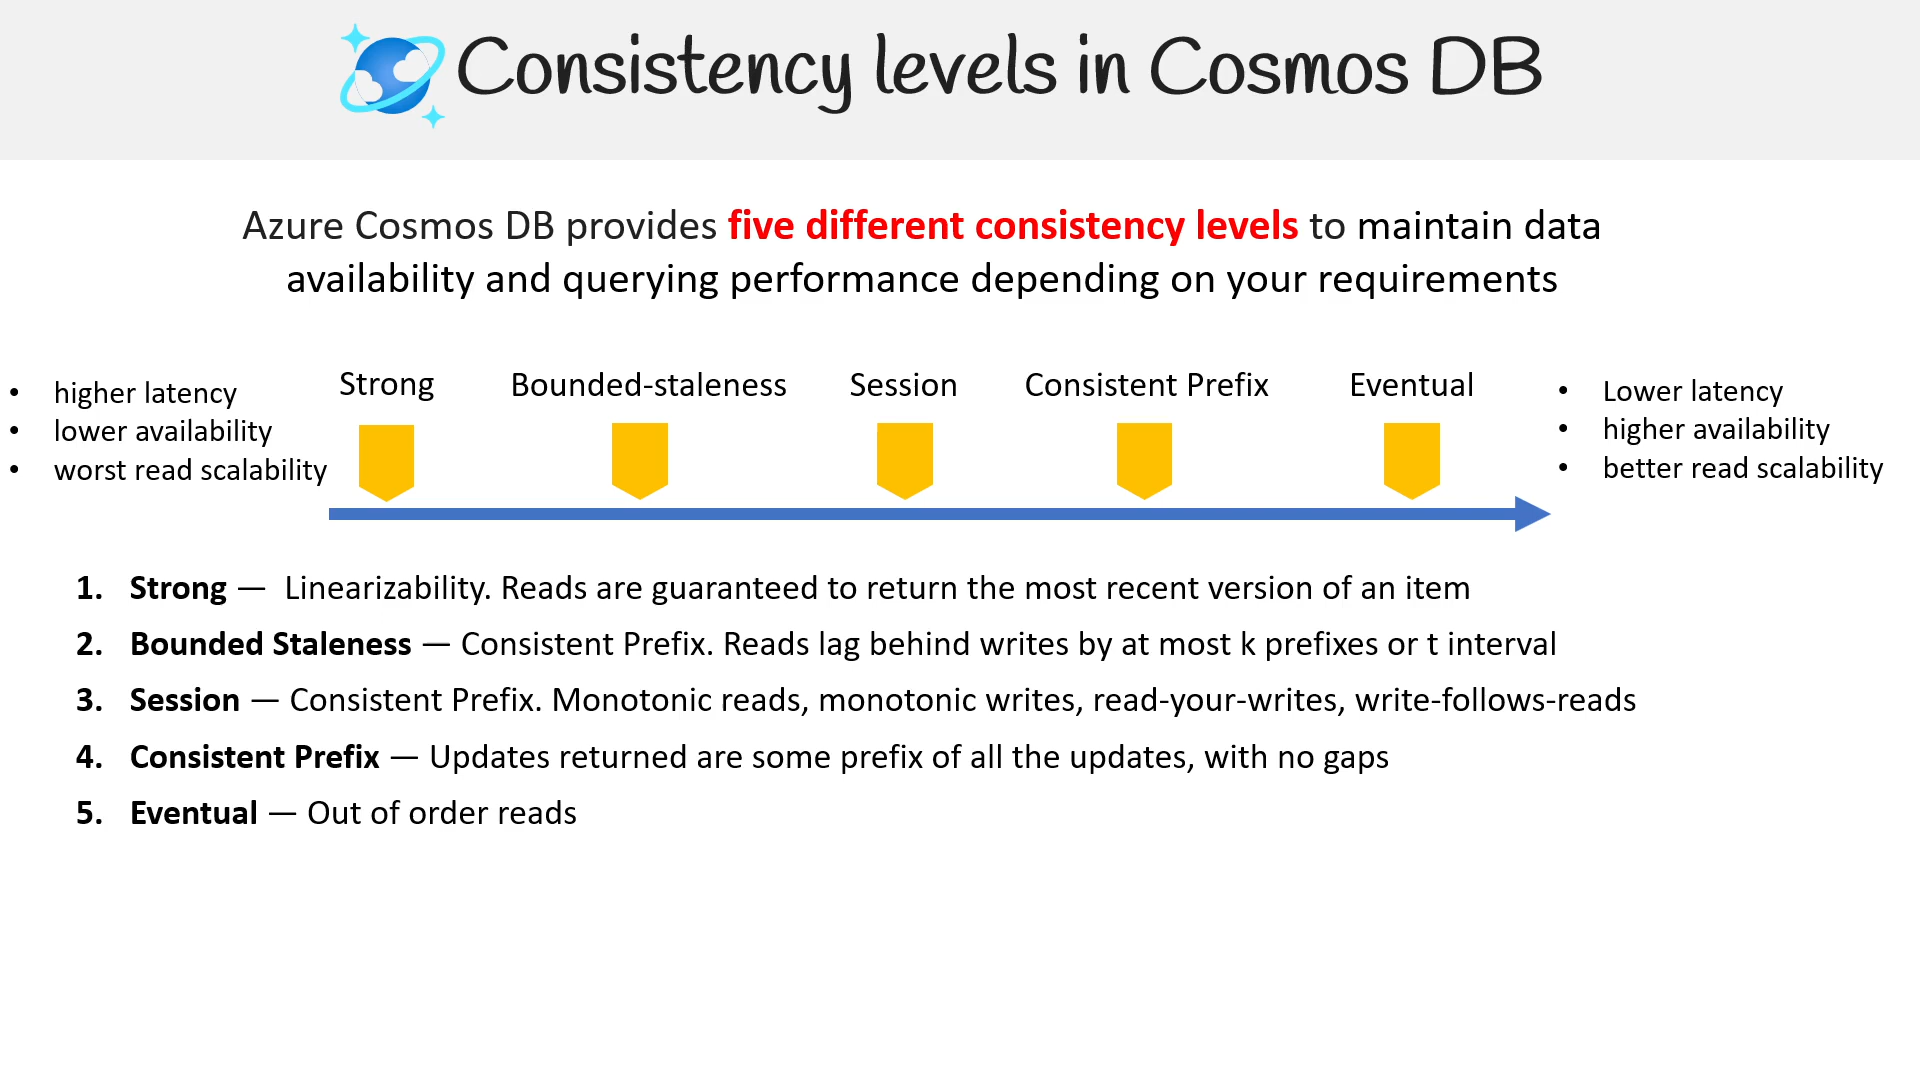 Consistency levels in Cosmos DB
Azure Cosmos DB provides five different consistency levels to maintain data
availability and querying performance depending on your requirements
• higher latency
• lower availability
• worst read scalability
Strong
Bounded-staleness
Session
Consistent Prefix
Eventual
• Lower latency
• higher availability
• better read scalability
1. Strong — Linearizability. Reads are guaranteed to return the most recent version of an item
2. Bounded Staleness — Consistent Prefix. Reads lag behind writes by at most k prefixes or t interval
3. Session — Consistent Prefix. Monotonic reads, monotonic writes, read-your-writes, write-follows-reads
4. Consistent Prefix — Updates returned are some prefix of all the updates, with no gaps
5. Eventual — Out of order reads